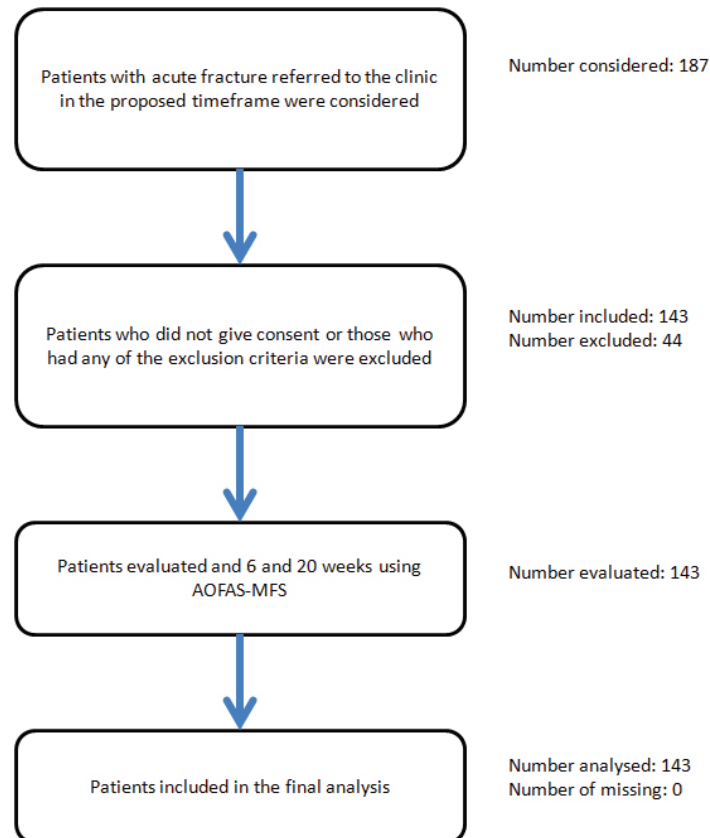 Patients with acute fracture referred to the clinic
in the proposed timeframe were considered
Number considered: 187
Patients who did not give consent or those who
had any of the exclusion criteria were excluded
Number included: 143
Number excluded: 44
Patients evaluated and 6 and 20 weeks using
AOFAS-MFS
Number evaluated: 143
Patients included in the final analysis
Number analysed: 143
Number of missing: 0